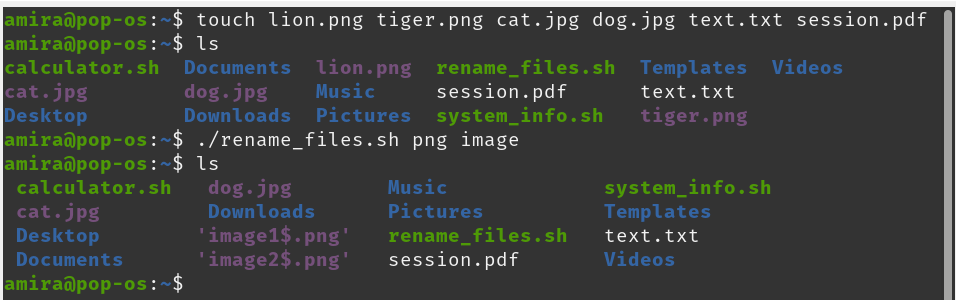 amira@pop-os:~$ touch lion.png tiger.png cat.jpg dog.jpg text.txt session.pdf
amira@pop-os:~$ ls
calculator.sh  Documents  lion.png  rename_files.sh  Templates  Videos
cat.jpg        dog.jpg    Music     session.pdf      text.txt
Desktop        Downloads  Pictures  system_info.sh   tiger.png
amira@pop-os:~$ ./rename_files.sh png image
amira@pop-os:~$ ls
 calculator.sh   dog.jpg        Music             system_info.sh
 cat.jpg         Downloads      Pictures          Templates
 Desktop        'image1$.png'   rename_files.sh   text.txt
 Documents      'image2$.png'   session.pdf       Videos
amira@pop-os:~$